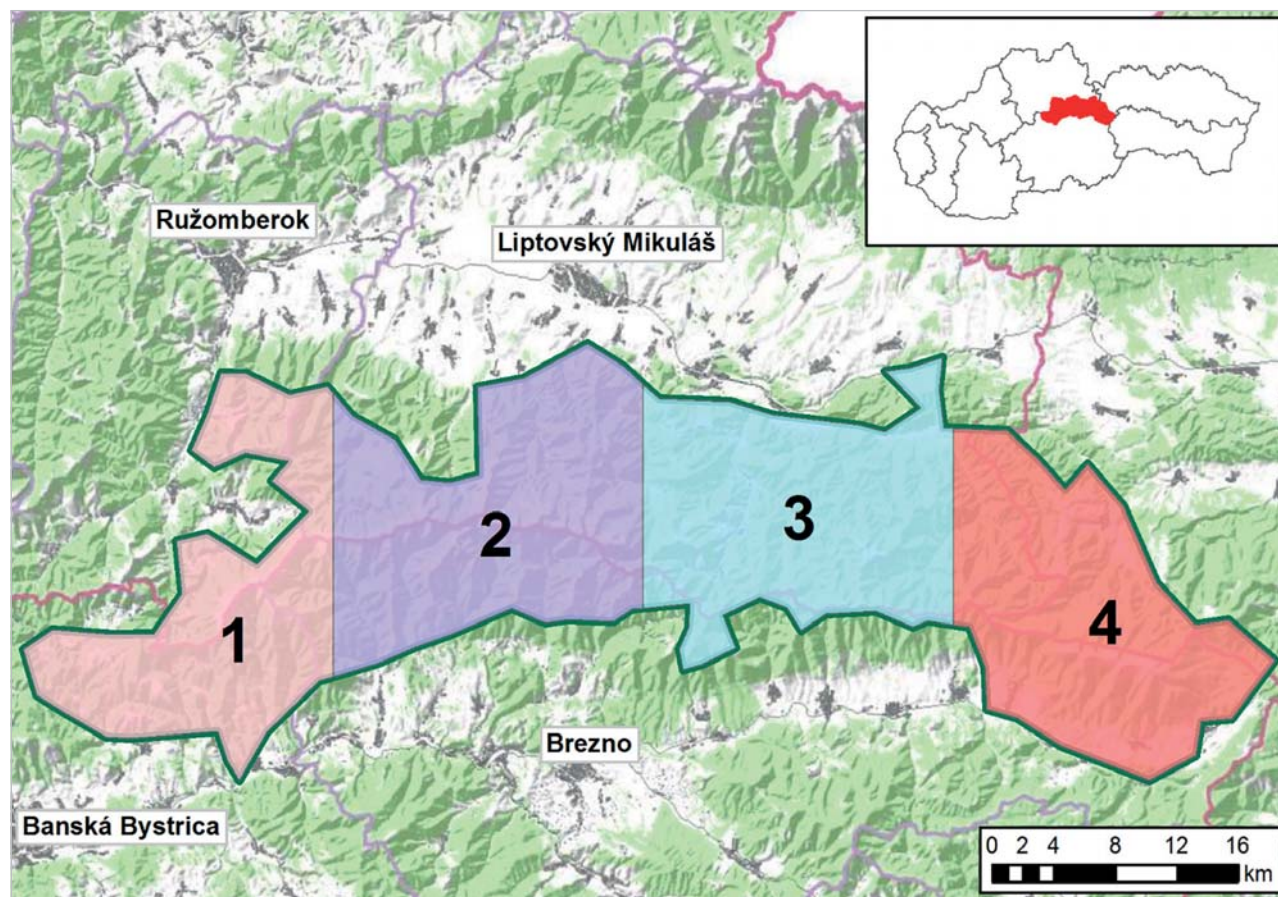 Ružomberok
Liptovský Mikuláš
1
2
3
4
Brezno
Banská Bystrica
0 2 4 8 12 16
km